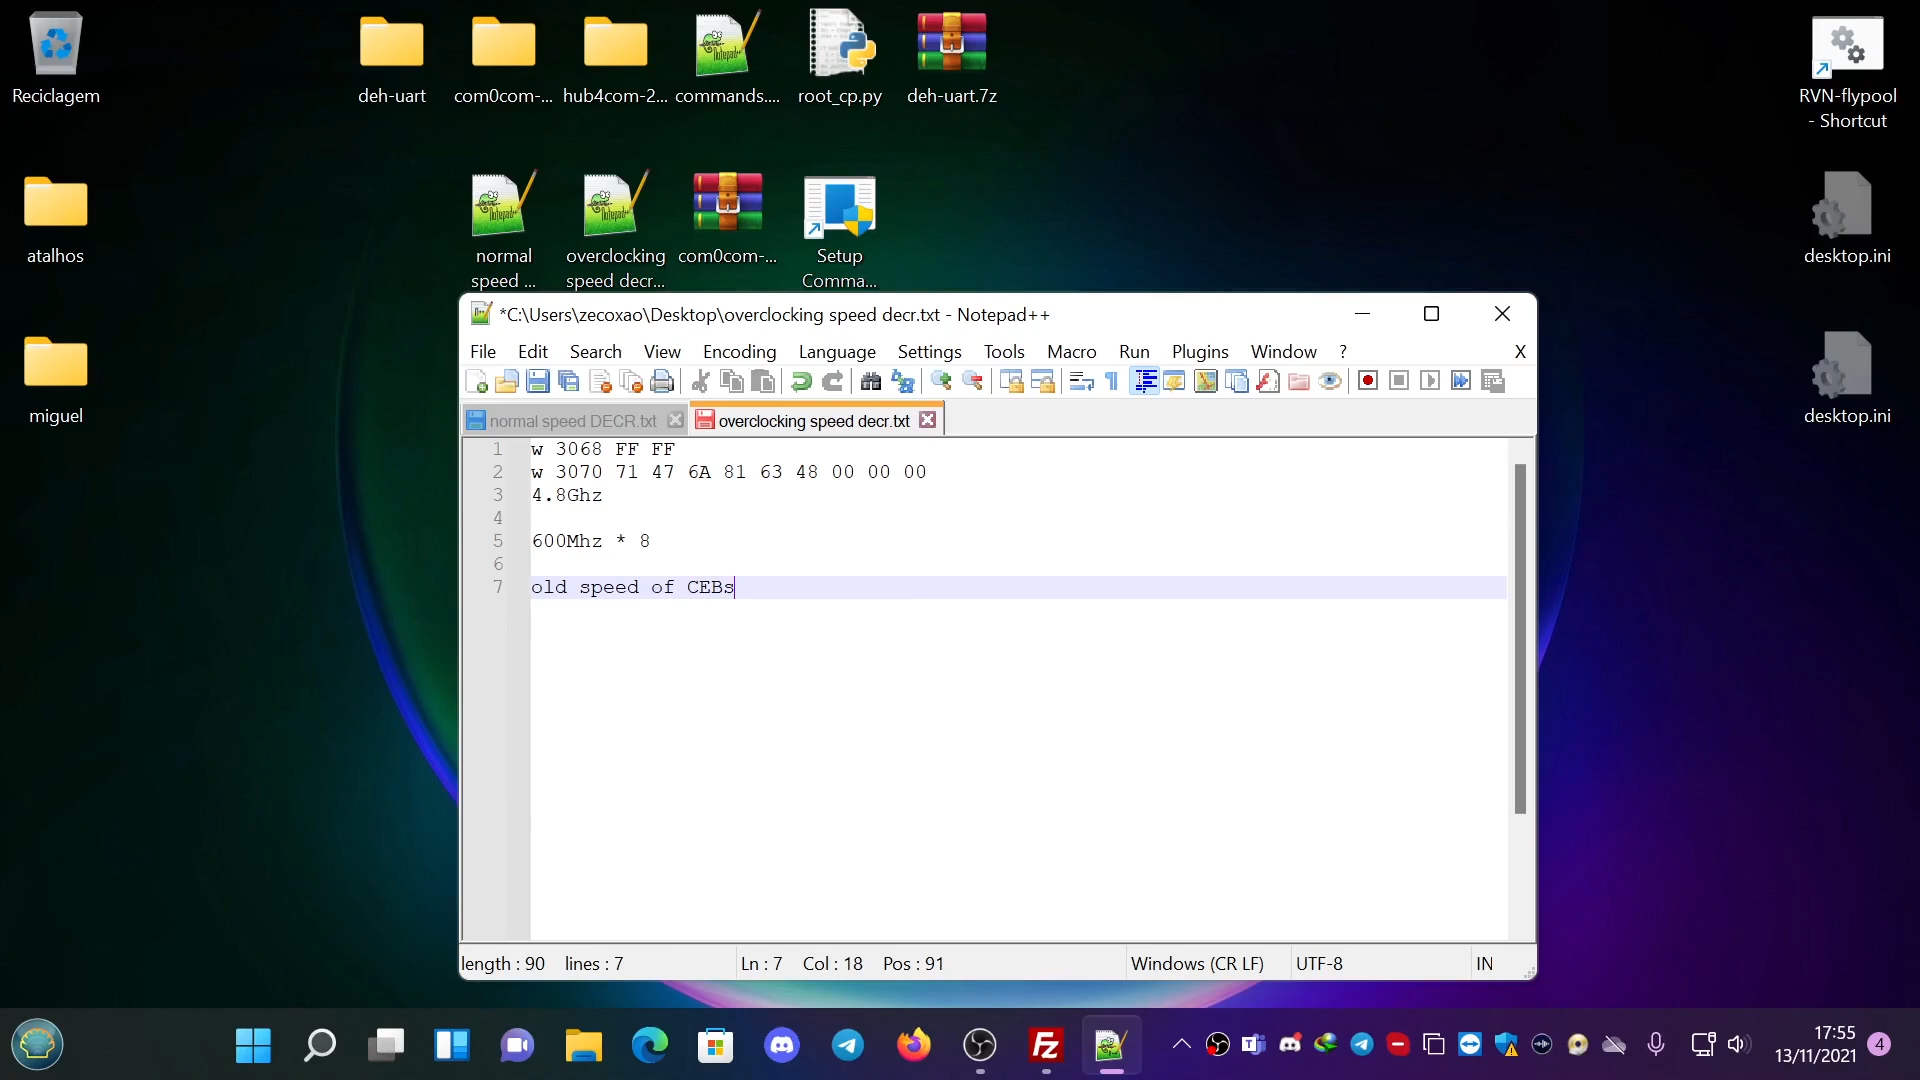 Reciclagem
deh-uart
com0com-...
hub4com-2...
commands....
root_cp.py
deh-uart.7z
RVN-flypool
- Shortcut
atalhos
normal
speed ...
overclocking
speed decr...
com0com-...
Setup
Comma...
desktop.ini
miguel
desktop.ini
*C:\Users\zecoxao\Desktop\overclocking speed decr.txt - Notepad++
File Edit Search View Encoding Language Settings Tools Macro Run Plugins Window ? X
normal speed DECR.txt
overclocking speed decr.txt
1 w 3068 FF FF
2 w 3070 71 47 6A 81 63 48 00 00 00
3 4.8Ghz
4
5 600Mhz * 8
6
7 old speed of CEBs
length : 90 lines : 7 Ln : 7 Col : 18 Pos : 91 Windows (CR LF) UTF-8 IN
17:55
13/11/2021
4